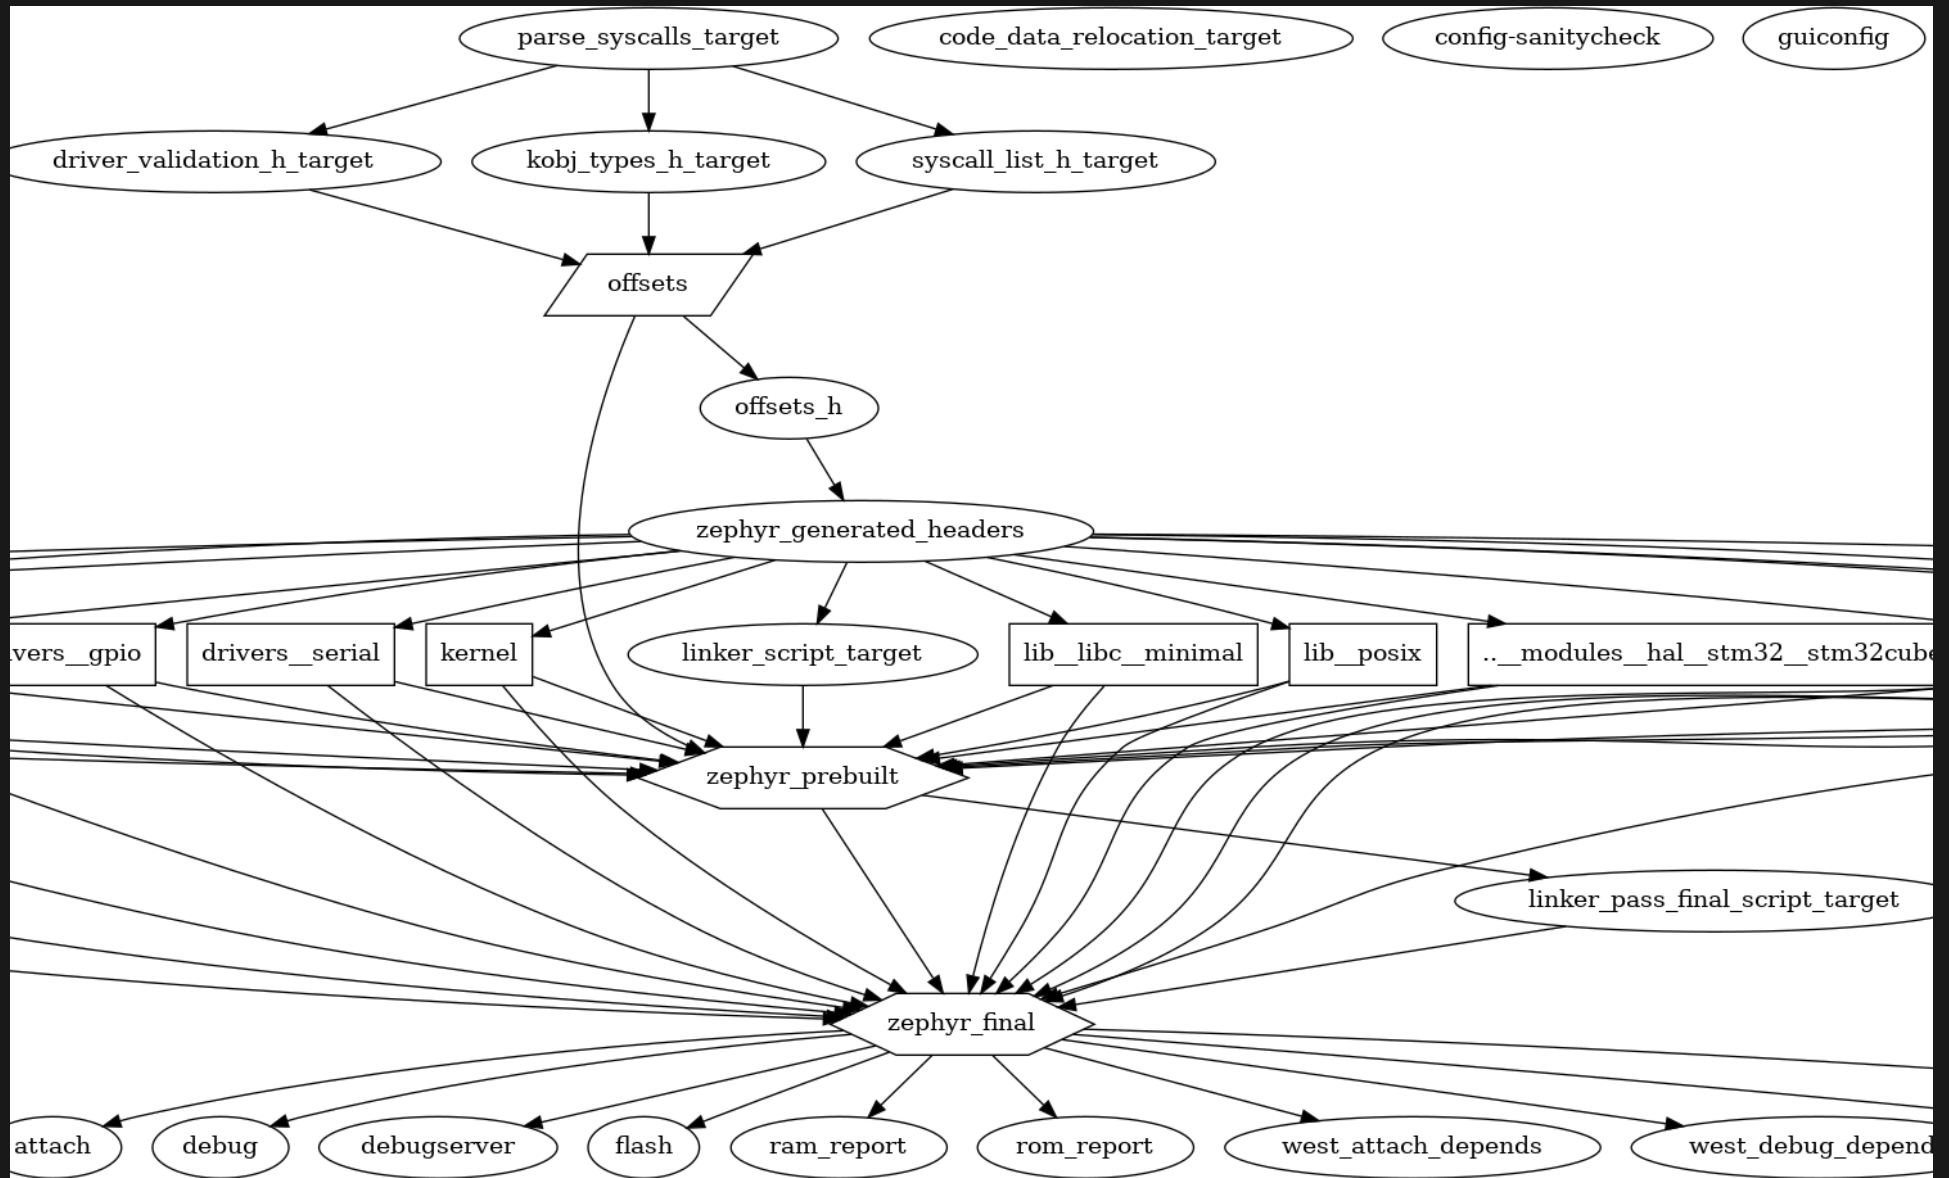 parse_syscalls_target
code_data_relocation_target
config-sanitycheck
guiconfig
driver_validation_h_target
kobj_types_h_target
syscall_list_h_target
offsets
offsets_h
zephyr_generated_headers
ivers__gpio
drivers__serial
kernel
linker_script_target
lib__libc__minimal
lib__posix
..__modules__hal__stm32__stm32cube
zephyr_prebuilt
linker_pass_final_script_target
zephyr_final
attach
debug
debugserver
flash
ram_report
rom_report
west_attach_depends
west_debug_depend